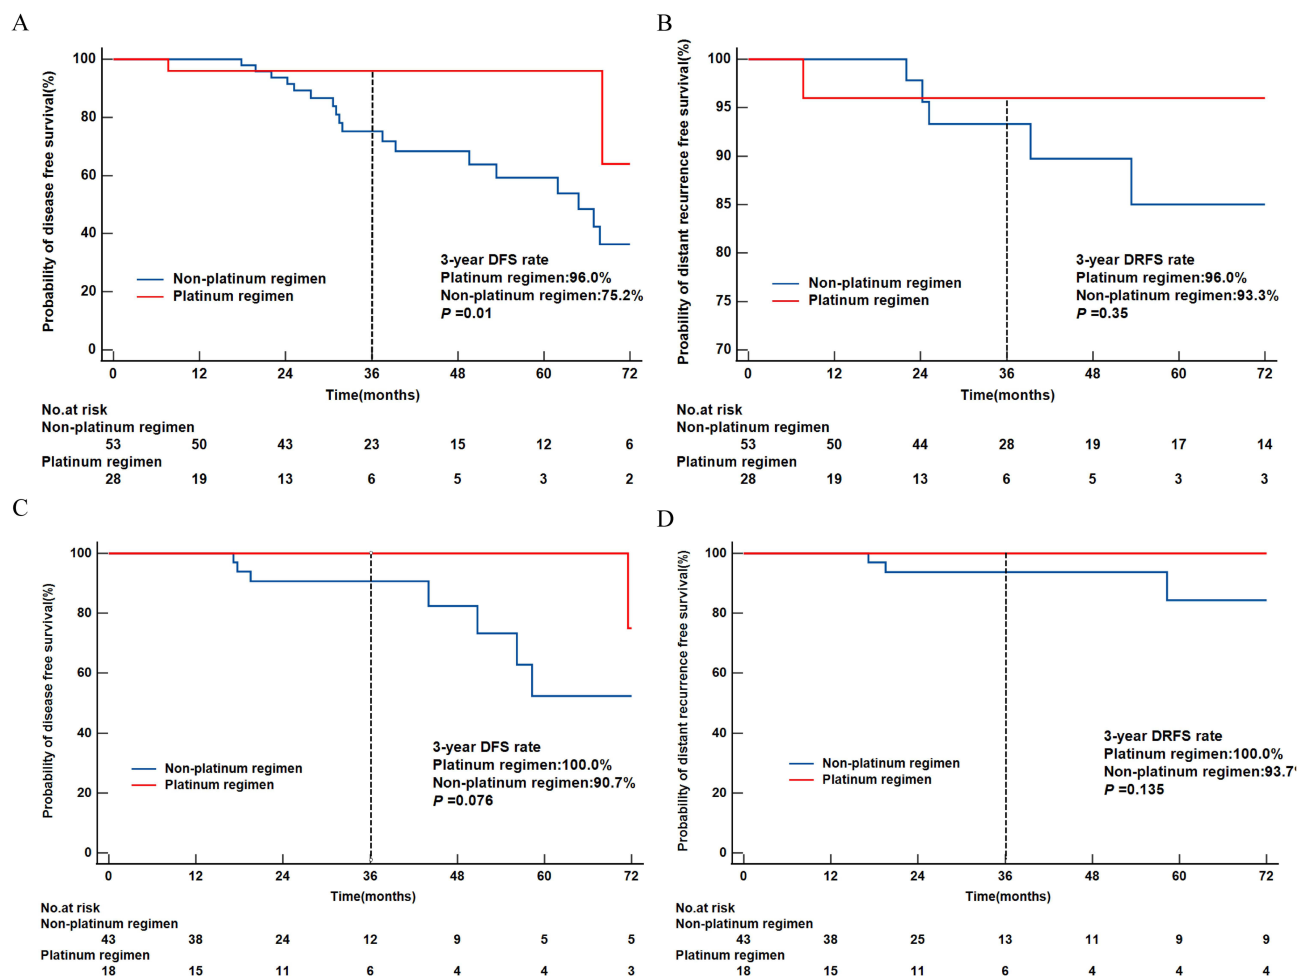 A
Probability of disease free survival(%)
100
80
60
40
20
0
Non-platinum regimen
Platinum regimen
3-year DFS rate
Platinum regimen:96.0%
Non-platinum regimen:75.2%
P =0.01
0 12 24 36 48 60 72
Time(months)
No.at risk
Non-platinum regimen
53 50 43 23 15 12 6
Platinum regimen
28 19 13 6 5 3 2
B
Proability of distant recurrence free survival(%)
100
95
90
85
80
75
70
Non-platinum regimen
Platinum regimen
3-year DRFS rate
Platinum regimen:96.0%
Non-platinum regimen:93.3%
P =0.35
0 12 24 36 48 60 72
Time(months)
No.at risk
Non-platinum regimen
53 50 44 28 19 17 14
Platinum regimen
28 19 13 6 5 3 3
C
Probability of disease free survival(%)
100
80
60
40
20
0
Non-platinum regimen
Platinum regimen
3-year DFS rate
Platinum regimen:100.0%
Non-platinum regimen:90.7%
P =0.076
0 12 24 36 48 60 72
Time(months)
No.at risk
Non-platinum regimen
43 38 24 12 9 5 5
Platinum regimen
18 15 11 6 4 4 3
D
Probability of distant recurrence free survival(%)
100
80
60
40
20
0
Non-platinum regimen
Platinum regimen
3-year DRFS rate
Platinum regimen:100.0%
Non-platinum regimen:93.7
P =0.135
0 12 24 36 48 60 72
Time(months)
No.at risk
Non-platinum regimen
43 38 25 13 11 9 9
Platinum regimen
18 15 11 6 4 4 4